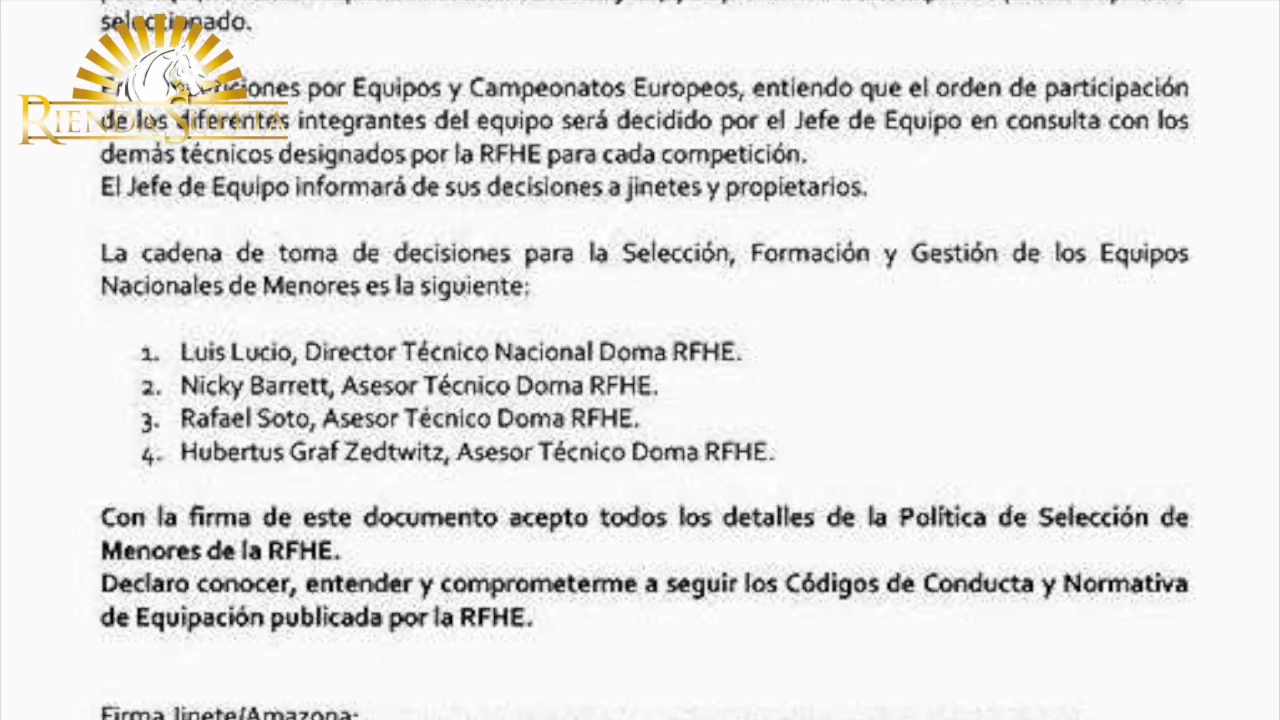 seleccionado.
RIENDA SUELTA
por Equipos y Campeonatos Europeos, entiendo que el orden de participación
de los diferentes integrantes del equipo será decidido por el Jefe de Equipo en consulta con los
demás técnicos designados por la RFHE para cada competición.
El Jefe de Equipo informará de sus decisiones a jinetes y propietarios.
La cadena de toma de decisiones para la Selección, Formación y Gestión de los Equipos
Nacionales de Menores es la siguiente:
1. Luis Lucio, Director Técnico Nacional Doma RFHE.
2. Nicky Barrett, Asesor Técnico Doma RFHE.
3. Rafael Soto, Asesor Técnico Doma RFHE.
4. Hubertus Graf Zedtwitz, Asesor Técnico Doma RFHE.
Con la firma de este documento acepto todos los detalles de la Política de Selección de
Menores de la RFHE.
Declaro conocer, entender y comprometerme a seguir los Códigos de Conducta y Normativa
de Equipación publicada por la RFHE.
Firma Jinete/Amazona: